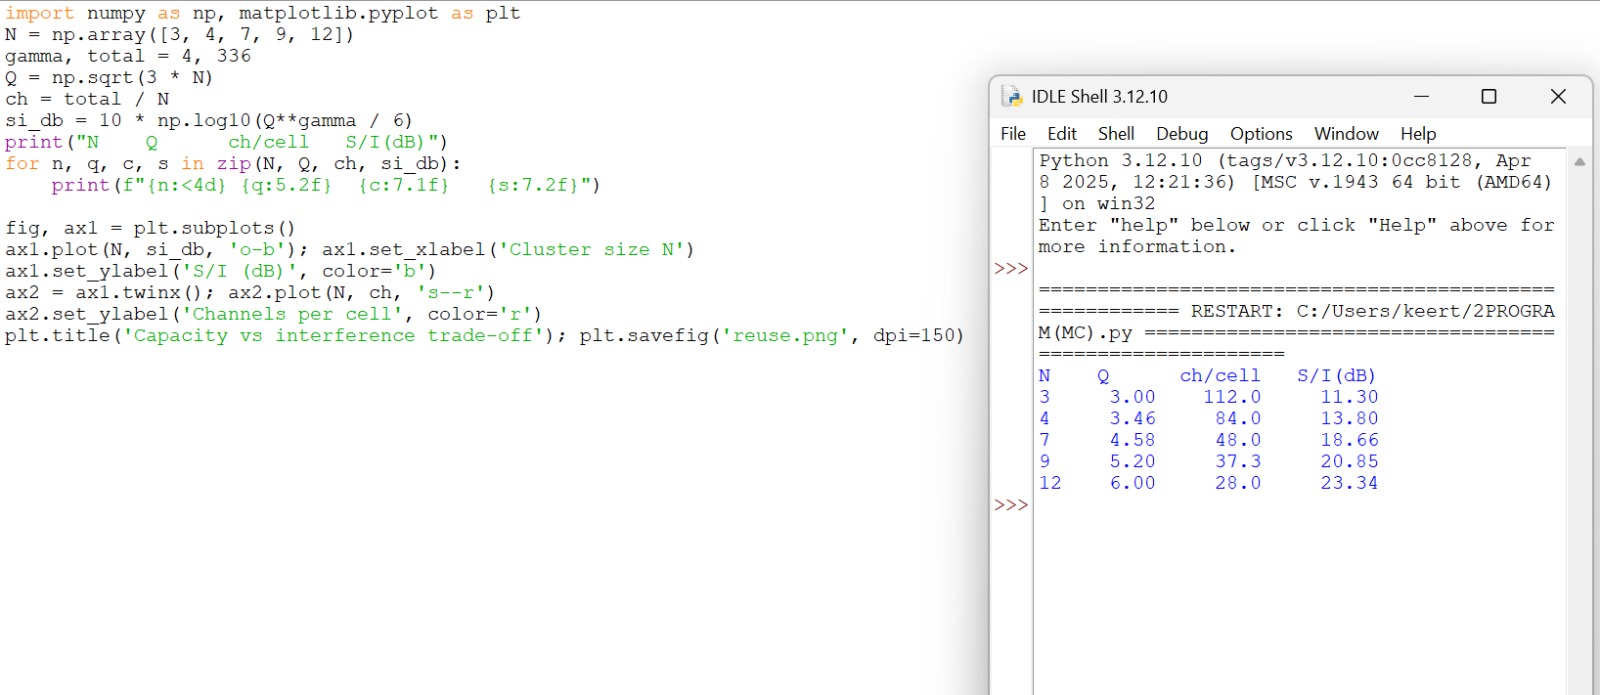 import numpy as np, matplotlib.pyplot as plt
N = np.array([3, 4, 7, 9, 12])
gamma, total = 4, 336
Q = np.sqrt(3 * N)
ch = total / N
si_db = 10 * np.log10(Q**gamma / 6)
print("N    Q      ch/cell   S/I(dB)")
for n, q, c, s in zip(N, Q, ch, si_db):
    print(f"{n:<4d} {q:5.2f}  {c:7.1f}   {s:7.2f}")

fig, ax1 = plt.subplots()
ax1.plot(N, si_db, 'o-b'); ax1.set_xlabel('Cluster size N')
ax1.set_ylabel('S/I (dB)', color='b')
ax2 = ax1.twinx(); ax2.plot(N, ch, 's--r')
ax2.set_ylabel('Channels per cell', color='r')
plt.title('Capacity vs interference trade-off'); plt.savefig('reuse.png', dpi=150)
IDLE Shell 3.12.10
File Edit Shell Debug Options Window Help
Python 3.12.10 (tags/v3.12.10:0cc8128, Apr
8 2025, 12:21:36) [MSC v.1943 64 bit (AMD64)
] on win32
Enter "help" below or click "Help" above for
more information.
>>>
============================================
============ RESTART: C:/Users/keert/2PROGRA
M(MC).py ===================================
=====================
N    Q      ch/cell   S/I(dB)
3     3.00    112.0     11.30
4     3.46     84.0     13.80
7     4.58     48.0     18.66
9     5.20     37.3     20.85
12    6.00     28.0     23.34
>>>